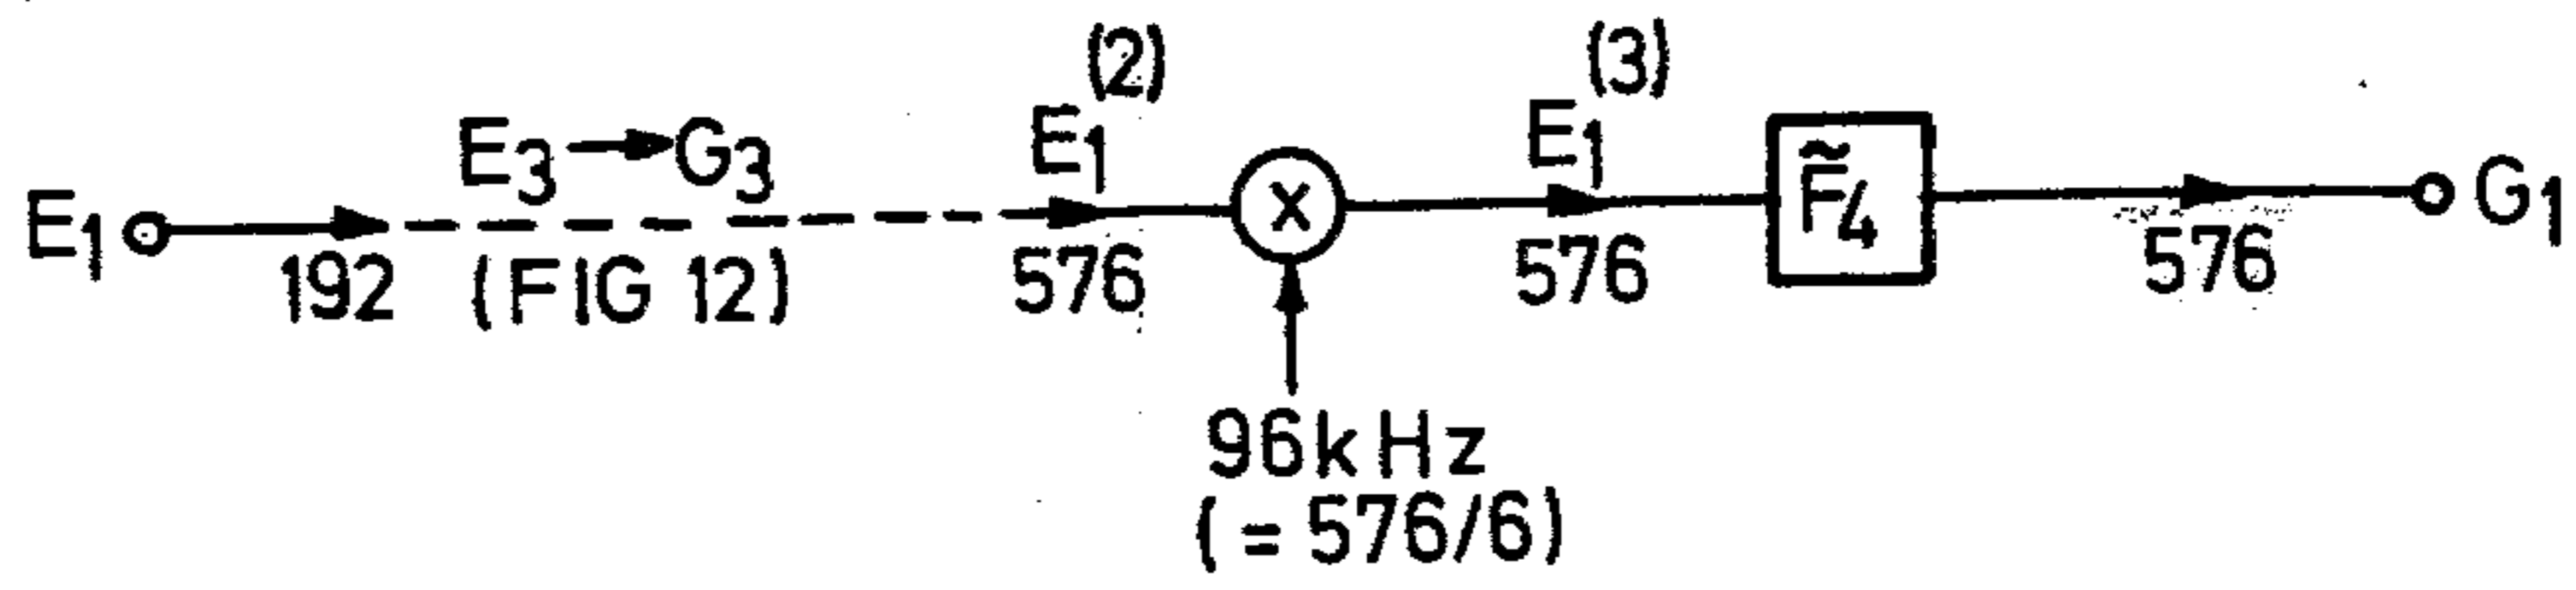 E1
192
E3 → G3
(FIG 12)
E1(2)
576
X
96kHz
(=576/6)
E1(3)
576
F̃4
576
G1